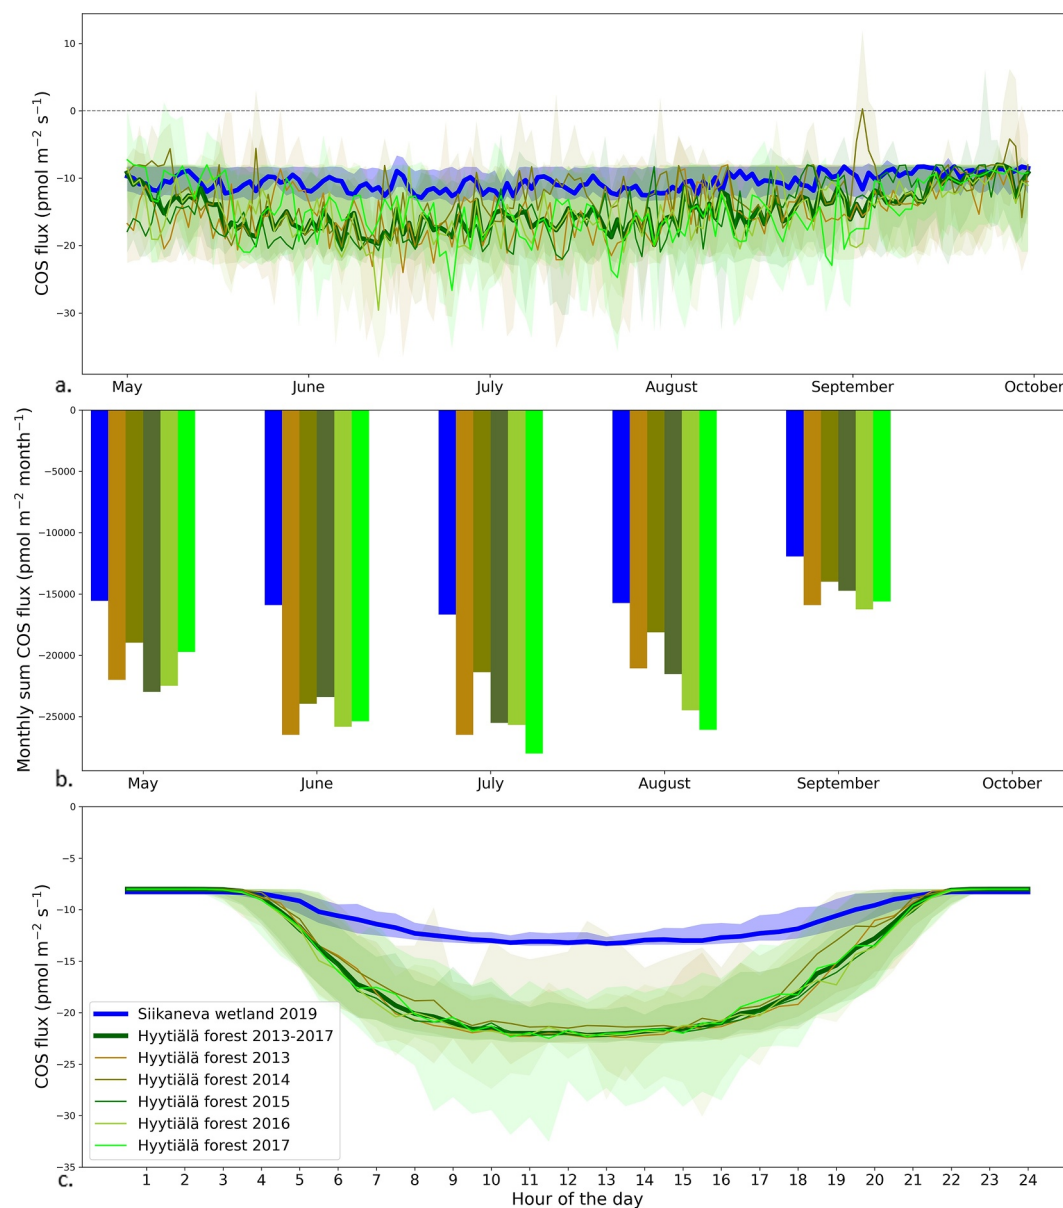 10
0
−10
−20
−30
COS flux (pmol m⁻² s⁻¹)
May June July August September October
a.
0
−5000
−10000
−15000
−20000
−25000
Monthly sum COS flux (pmol m⁻² month⁻¹)
May June July August September October
b.
0
−5
−10
−15
−20
−25
−30
−35
COS flux (pmol m⁻² s⁻¹)
Siikaneva wetland 2019
Hyytiälä forest 2013-2017
Hyytiälä forest 2013
Hyytiälä forest 2014
Hyytiälä forest 2015
Hyytiälä forest 2016
Hyytiälä forest 2017
c.
1 2 3 4 5 6 7 8 9 10 11 12 13 14 15 16 17 18 19 20 21 22 23 24
Hour of the day